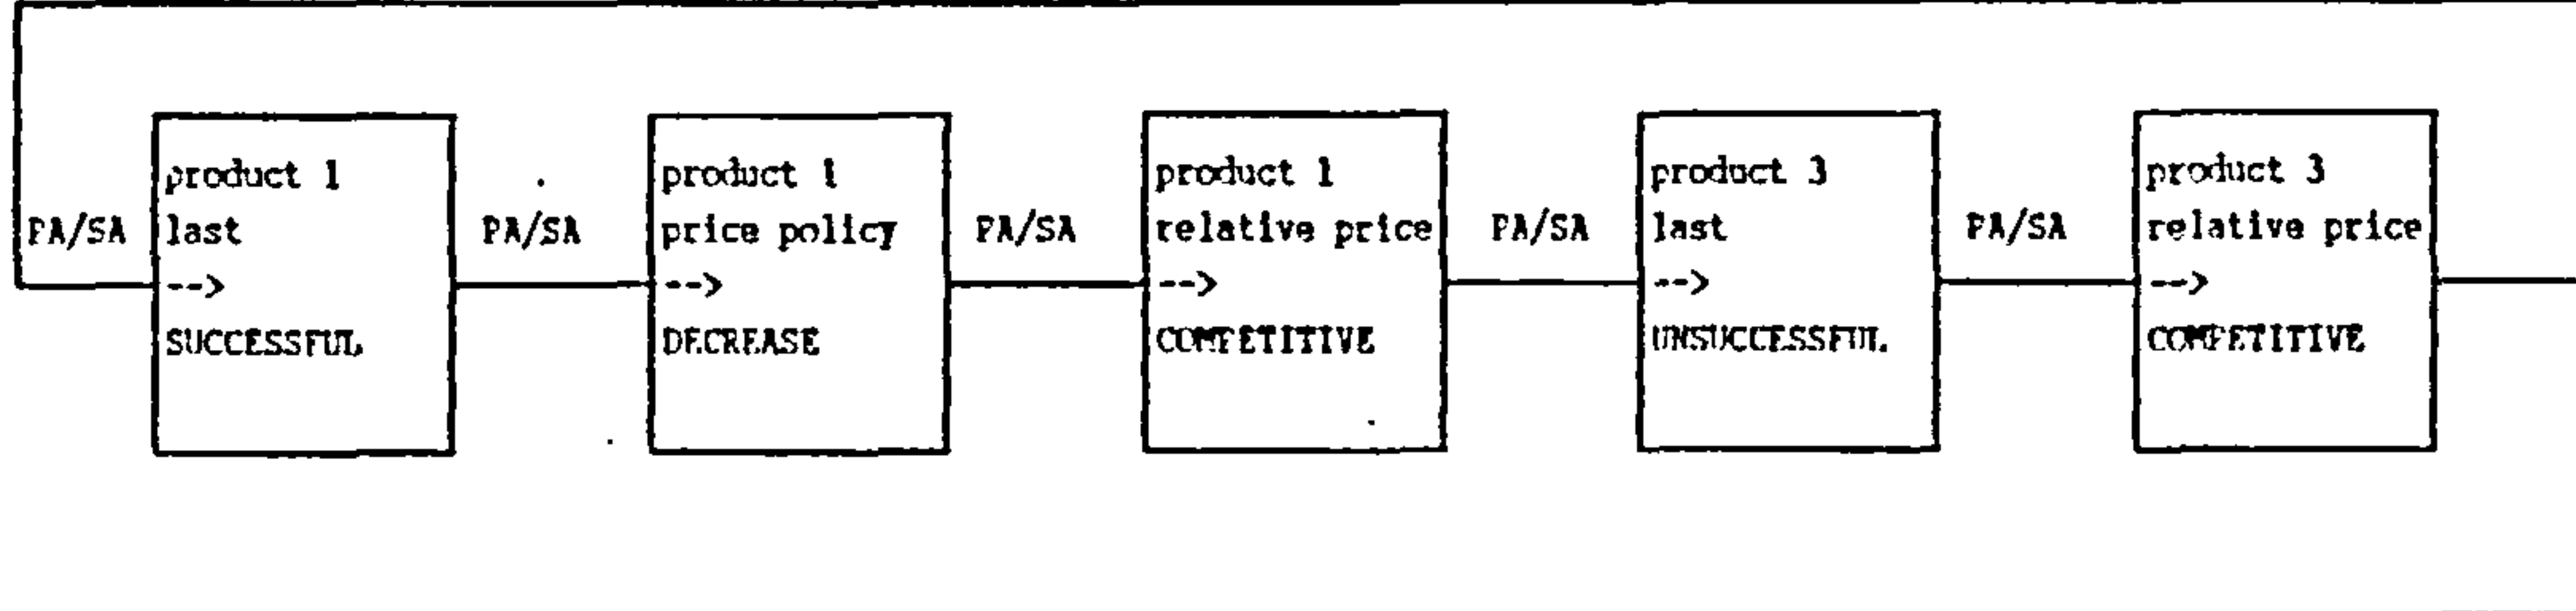 PA/SA
product 1
last
-->
SUCCESSFUL
PA/SA
product 1
price policy
-->
DECREASE
PA/SA
product 1
relative price
-->
COMPETITIVE
PA/SA
product 3
last
-->
UNSUCCESSFUL
PA/SA
product 3
relative price
-->
COMPETITIVE